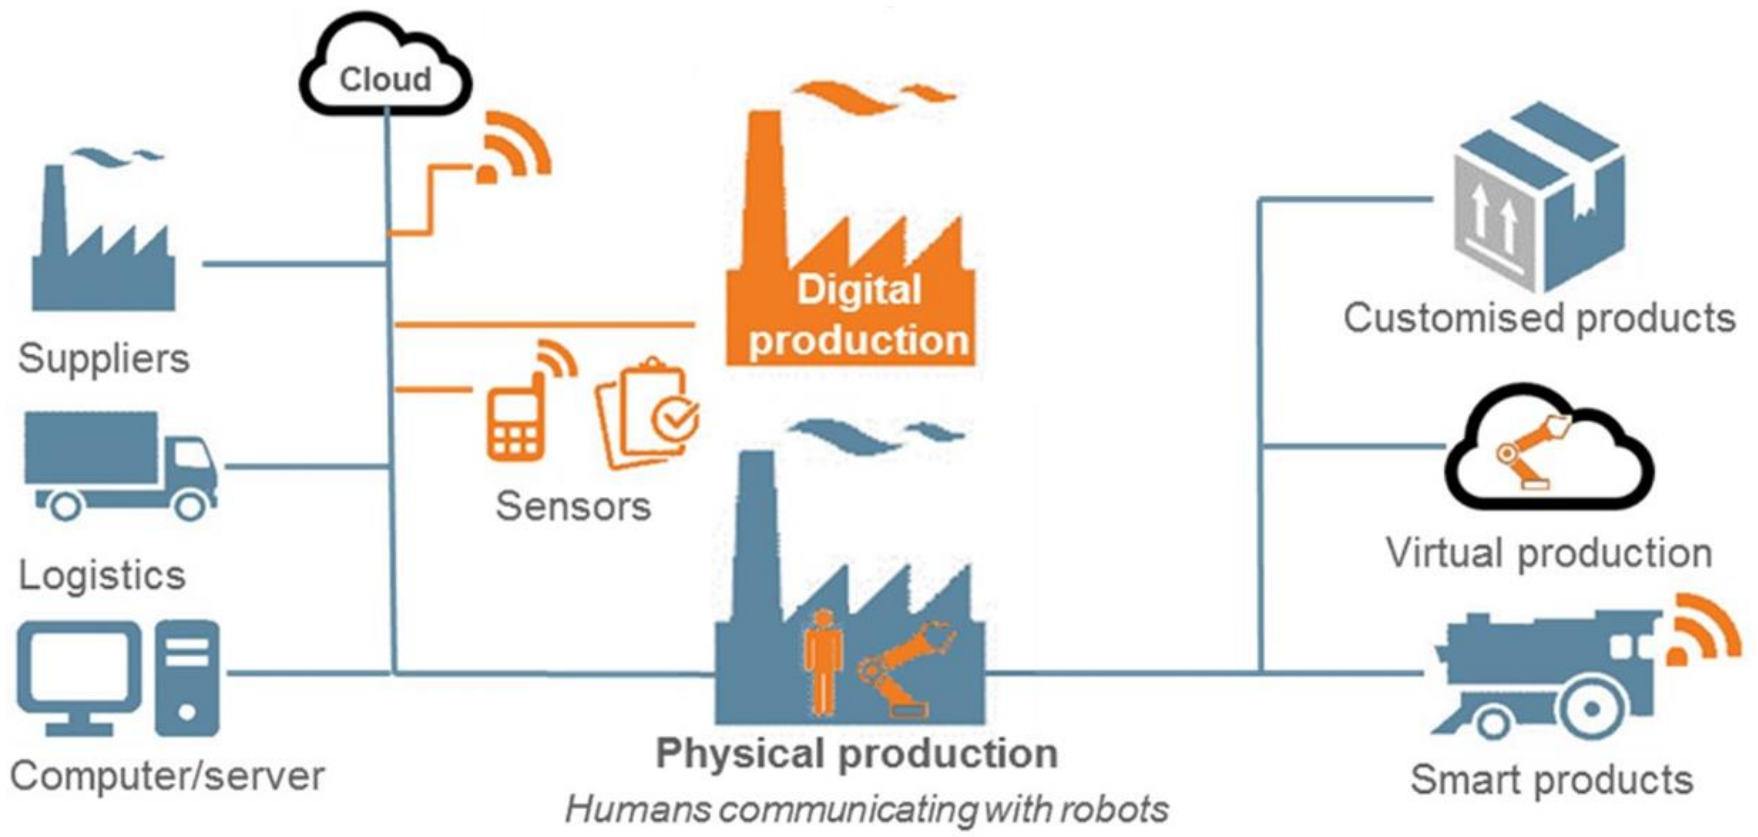 Cloud
Suppliers
Logistics
Computer/server
Sensors
Digital
production
Physical production
Humans communicating with robots
Customised products
Virtual production
Smart products